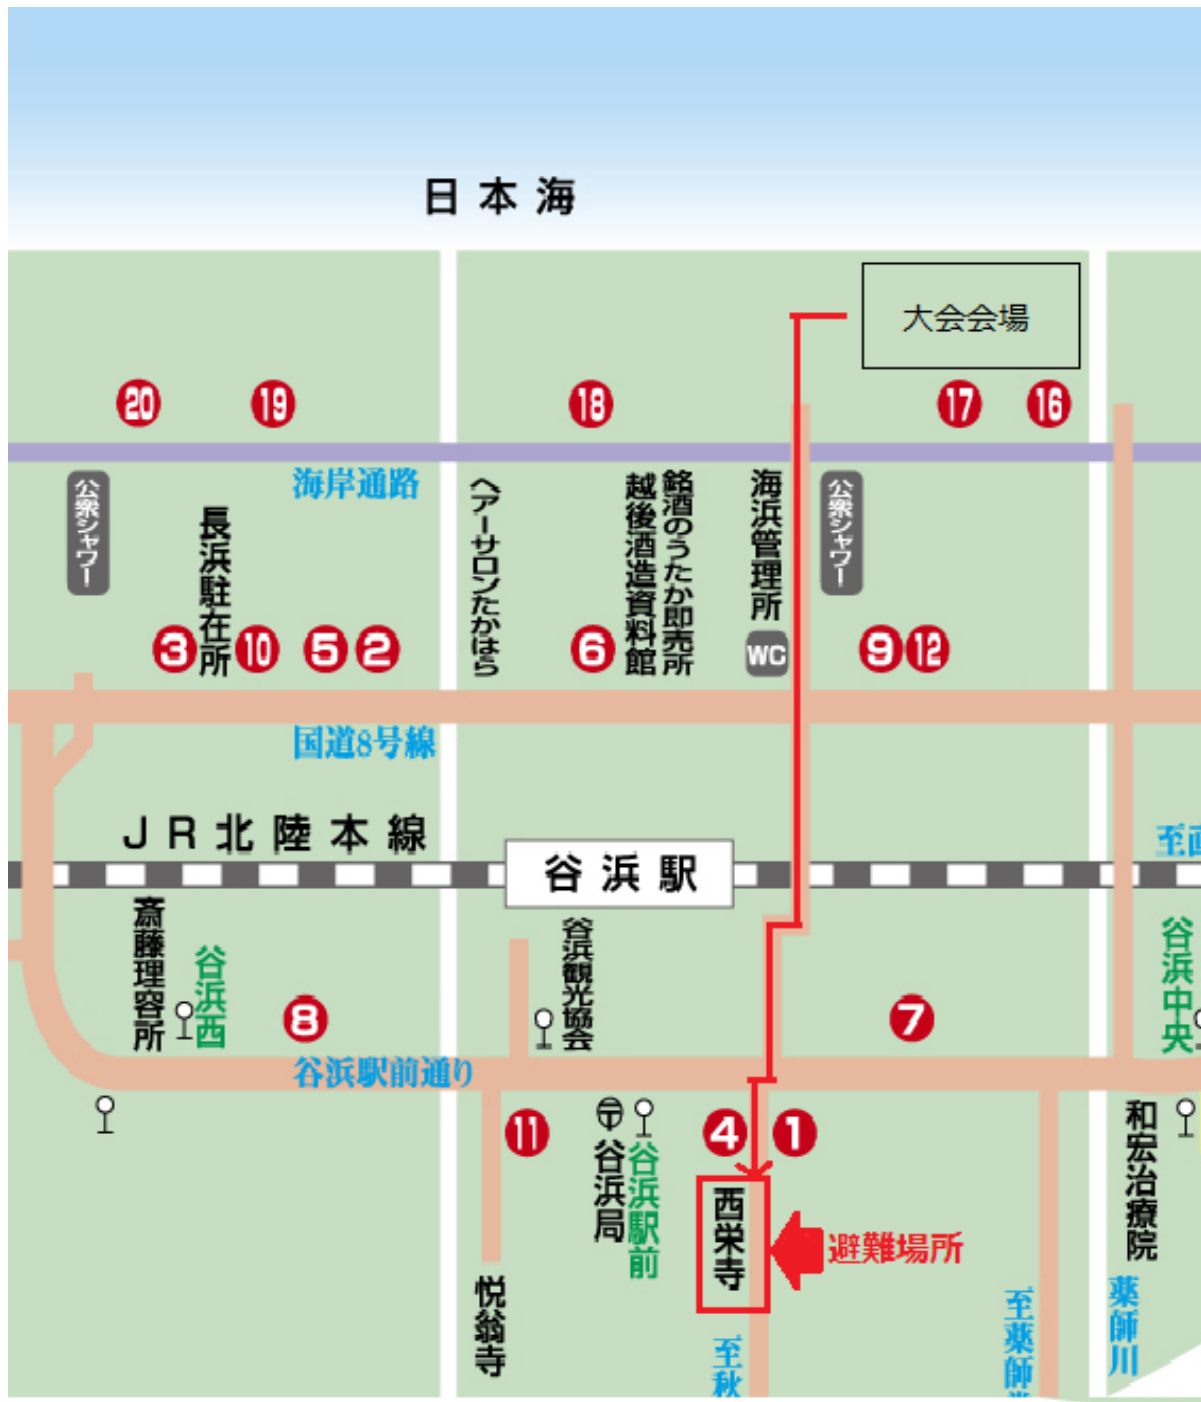 日本海
大会会場
20
19
18
17
16
海岸通路
公衆シャワー
長浜駐在所
ヘアーサロンたかはら
越後酒造資料館
銘酒のうたか即売所
海浜管理所
公衆シャワー
WC
3
10
5
2
6
9
12
国道8号線
JR北陸本線
谷浜駅
至直
斎藤理容所
谷浜西
谷浜観光協会
谷浜中央
8
7
谷浜駅前通り
11
〒
谷浜局
谷浜駅前
4
1
西栄寺
避難場所
和宏治療院
悦翁寺
至秋
至薬師
薬師川